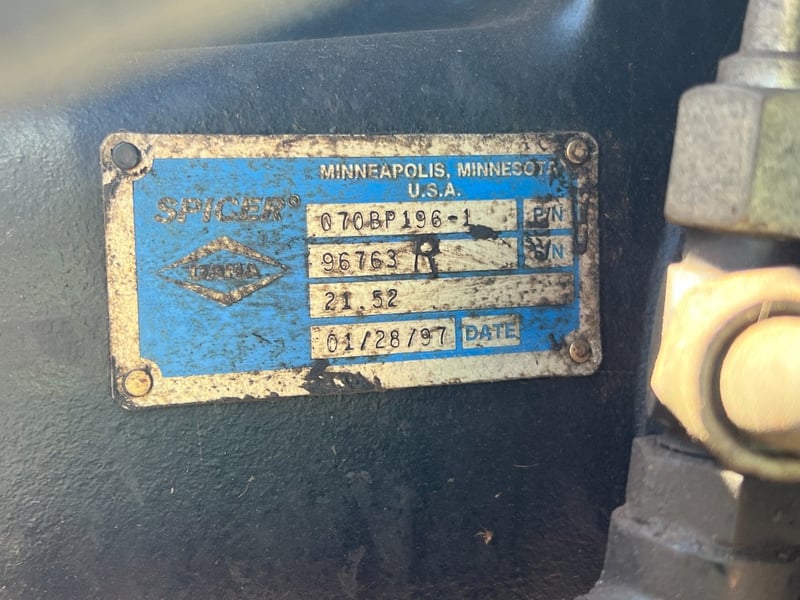 MINNEAPOLIS, MINNESOTA
U.S.A.
SPICER®
DANA
070BP196-1 P/N
96763 R S/N
21.52
01/28/97 DATE